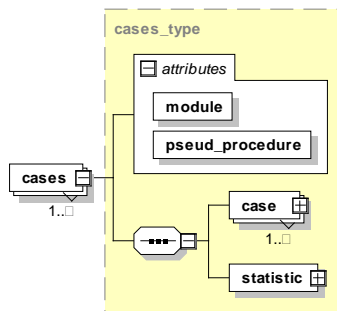 cases_type
attributes
module
pseud_procedure
cases
1..□
case
1..□
statistic